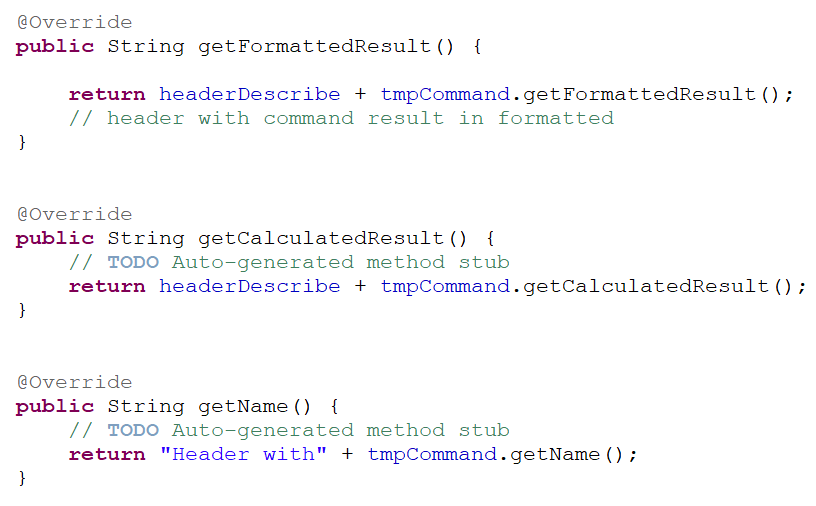 @Override
public String getFormattedResult() {
    return headerDescribe + tmpCommand.getFormattedResult();
    // header with command result in formatted
}
@Override
public String getCalculatedResult() {
    // TODO Auto-generated method stub
    return headerDescribe + tmpCommand.getCalculatedResult();
}
@Override
public String getName() {
    // TODO Auto-generated method stub
    return "Header with" + tmpCommand.getName();
}